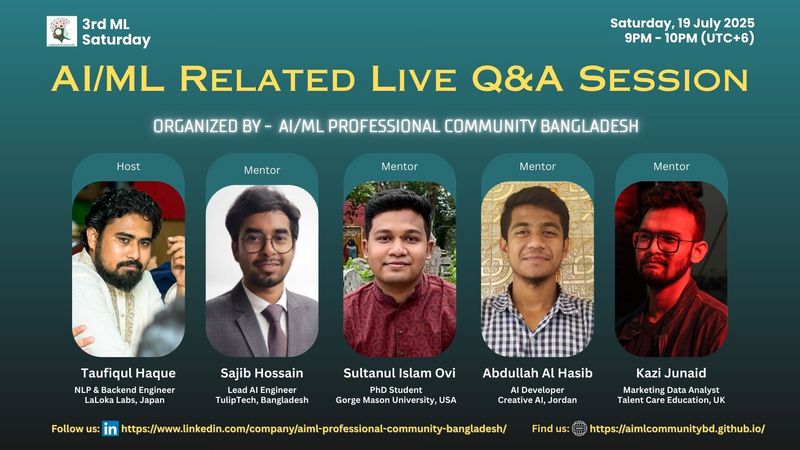 3rd ML
Saturday
Saturday, 19 July 2025
9PM - 10PM (UTC+6)
AI/ML RELATED LIVE Q&A SESSION
ORGANIZED BY - AI/ML PROFESSIONAL COMMUNITY BANGLADESH
Host
Mentor
Mentor
Mentor
Mentor
Taufiqul Haque
NLP & Backend Engineer
LaLoka Labs, Japan
Sajib Hossain
Lead AI Engineer
TulipTech, Bangladesh
Sultanul Islam Ovi
PhD Student
Gorge Mason University, USA
Abdullah Al Hasib
AI Developer
Creative AI, Jordan
Kazi Junaid
Marketing Data Analyst
Talent Care Education, UK
Follow us: in https://www.linkedin.com/company/aiml-professional-community-bangladesh/
Find us: https://aimlcommunitybd.github.io/